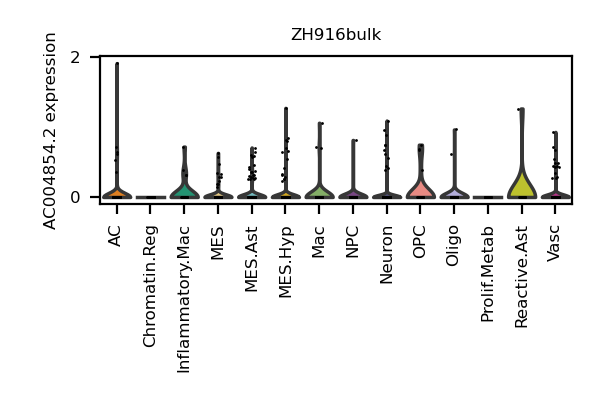 ZH916bulk
AC004854.2 expression
2
0
AC
Chromatin.Reg
Inflammatory.Mac
MES
MES.Ast
MES.Hyp
Mac
NPC
Neuron
OPC
Oligo
Prolif.Metab
Reactive.Ast
Vasc